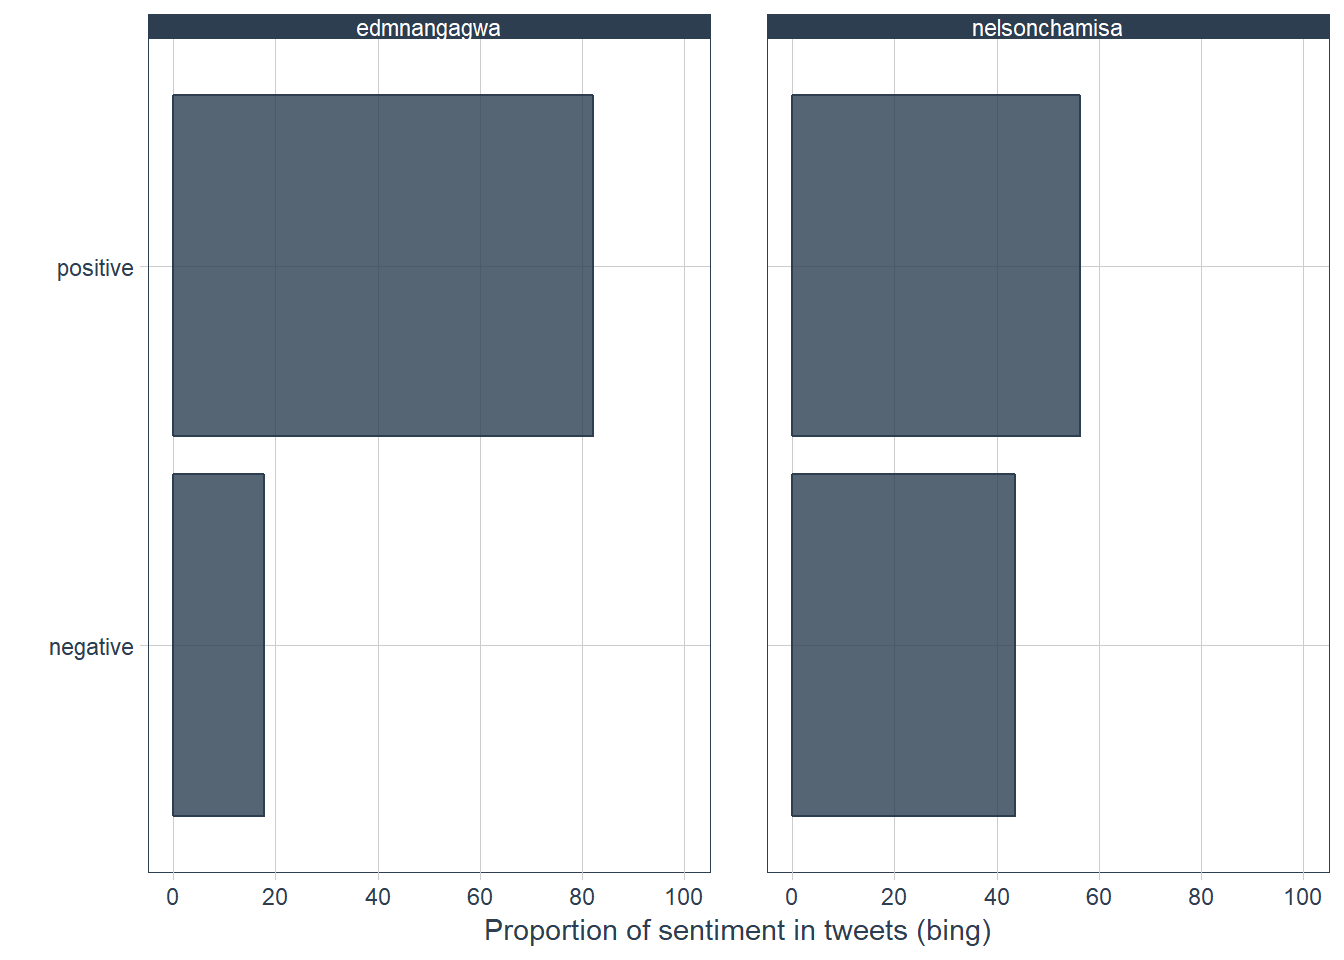 edmnangagwa
nelsonchamisa
positive
negative
0 20 40 60 80 100
0 20 40 60 80 100
Proportion of sentiment in tweets (bing)